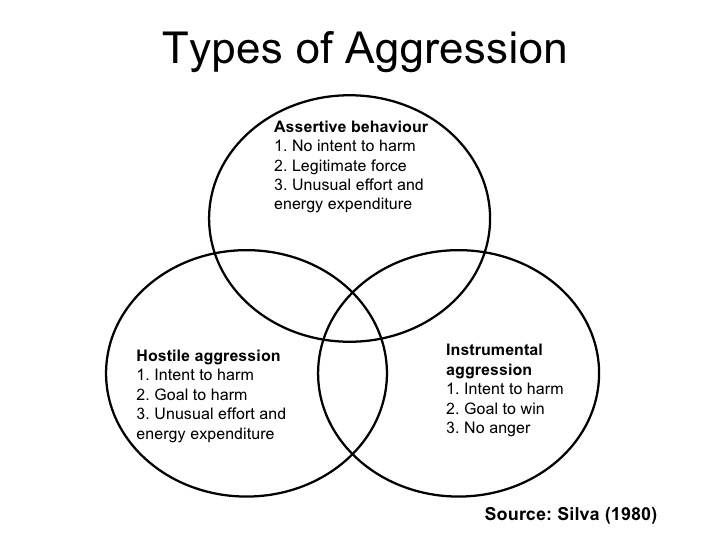 Types of Aggression
Assertive behaviour
1. No intent to harm
2. Legitimate force
3. Unusual effort and
energy expenditure
Hostile aggression
1. Intent to harm
2. Goal to harm
3. Unusual effort and
energy expenditure
Instrumental
aggression
1. Intent to harm
2. Goal to win
3. No anger
Source: Silva (1980)